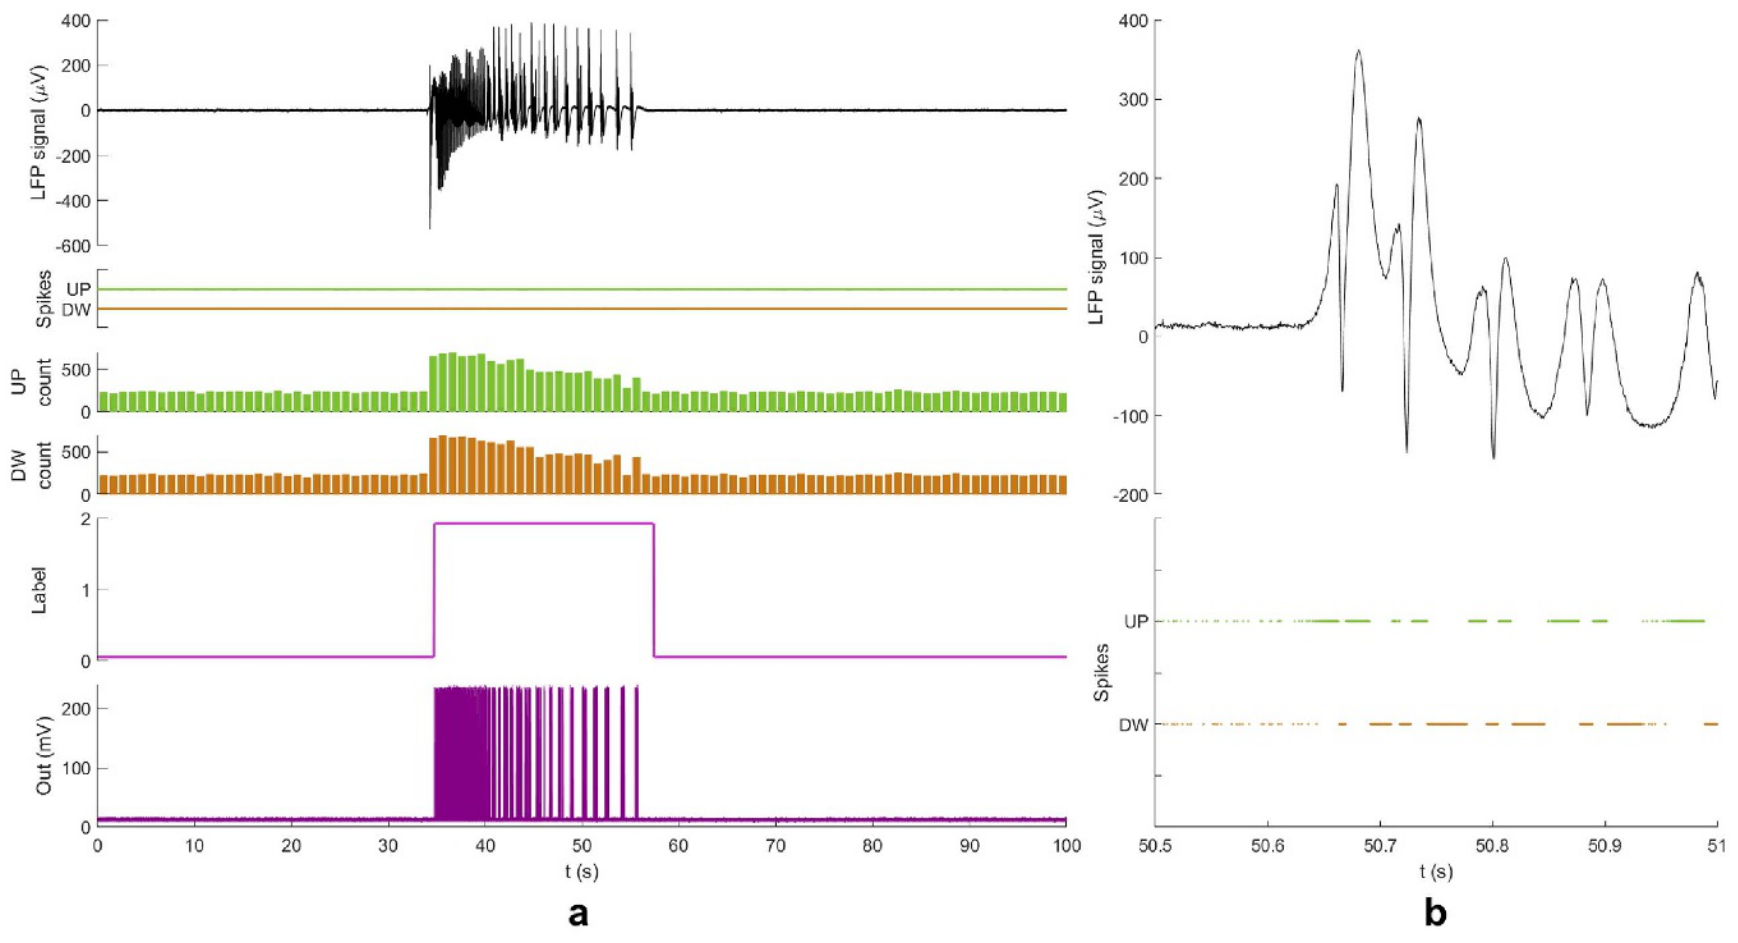 400
200
0
-200
-400
-600
LFP signal (μV)
UP
DW
Spikes
500
0
UP
count
500
0
DW
count
2
1
0
Label
200
100
0
Out (mV)
0 10 20 30 40 50 60 70 80 90 100
t (s)
a
400
300
200
100
0
-100
-200
LFP signal (μV)
UP
DW
Spikes
50.5 50.6 50.7 50.8 50.9 51
t (s)
b